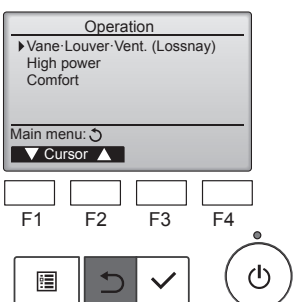 Operation
▶Vane·Louver·Vent. (Lossnay)
High power
Comfort
Main menu:
▼ Cursor ▲
F1 F2 F3 F4